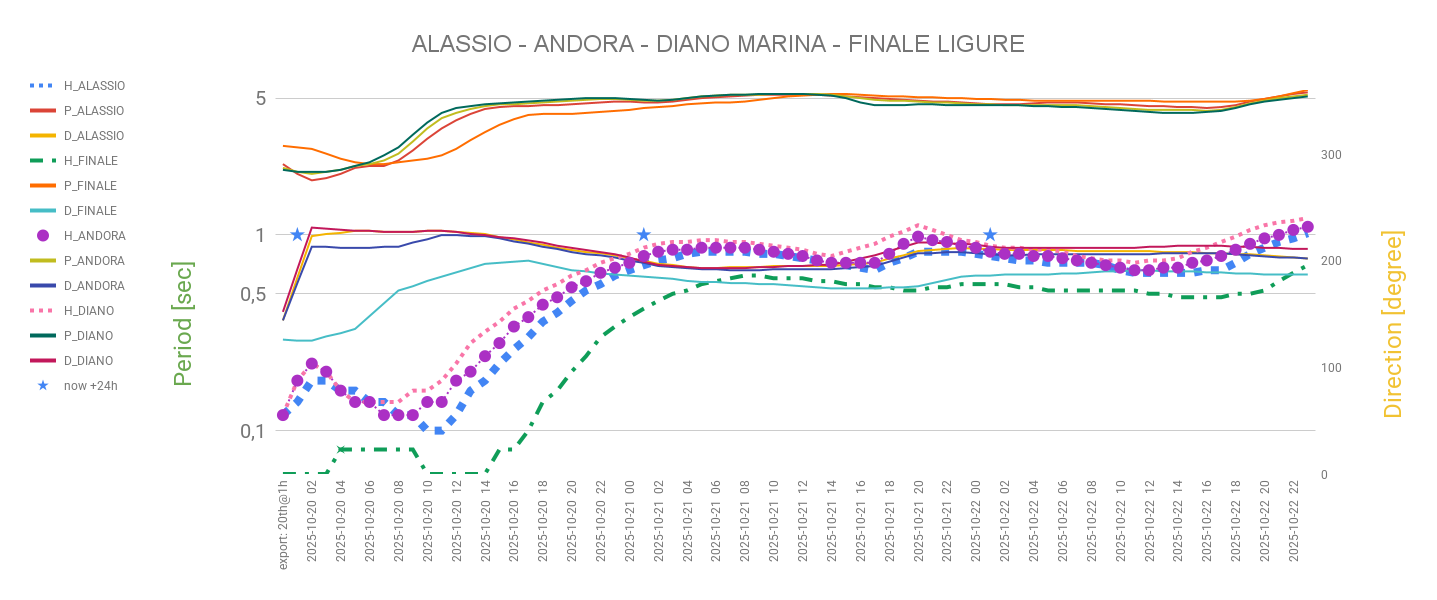 ALASSIO - ANDORA - DIANO MARINA - FINALE LIGURE
H_ALASSIO
P_ALASSIO
D_ALASSIO
H_FINALE
P_FINALE
D_FINALE
H_ANDORA
P_ANDORA
D_ANDORA
H_DIANO
P_DIANO
D_DIANO
now +24h
Period [sec]
5
1
0,5
0,1
300
200
100
0
Direction [degree]
export: 20th@1h
2025-10-20 02
2025-10-20 04
2025-10-20 06
2025-10-20 08
2025-10-20 10
2025-10-20 12
2025-10-20 14
2025-10-20 16
2025-10-20 18
2025-10-20 20
2025-10-20 22
2025-10-21 00
2025-10-21 02
2025-10-21 04
2025-10-21 06
2025-10-21 08
2025-10-21 10
2025-10-21 12
2025-10-21 14
2025-10-21 16
2025-10-21 18
2025-10-21 20
2025-10-21 22
2025-10-22 00
2025-10-22 02
2025-10-22 04
2025-10-22 06
2025-10-22 08
2025-10-22 10
2025-10-22 12
2025-10-22 14
2025-10-22 16
2025-10-22 18
2025-10-22 20
2025-10-22 22